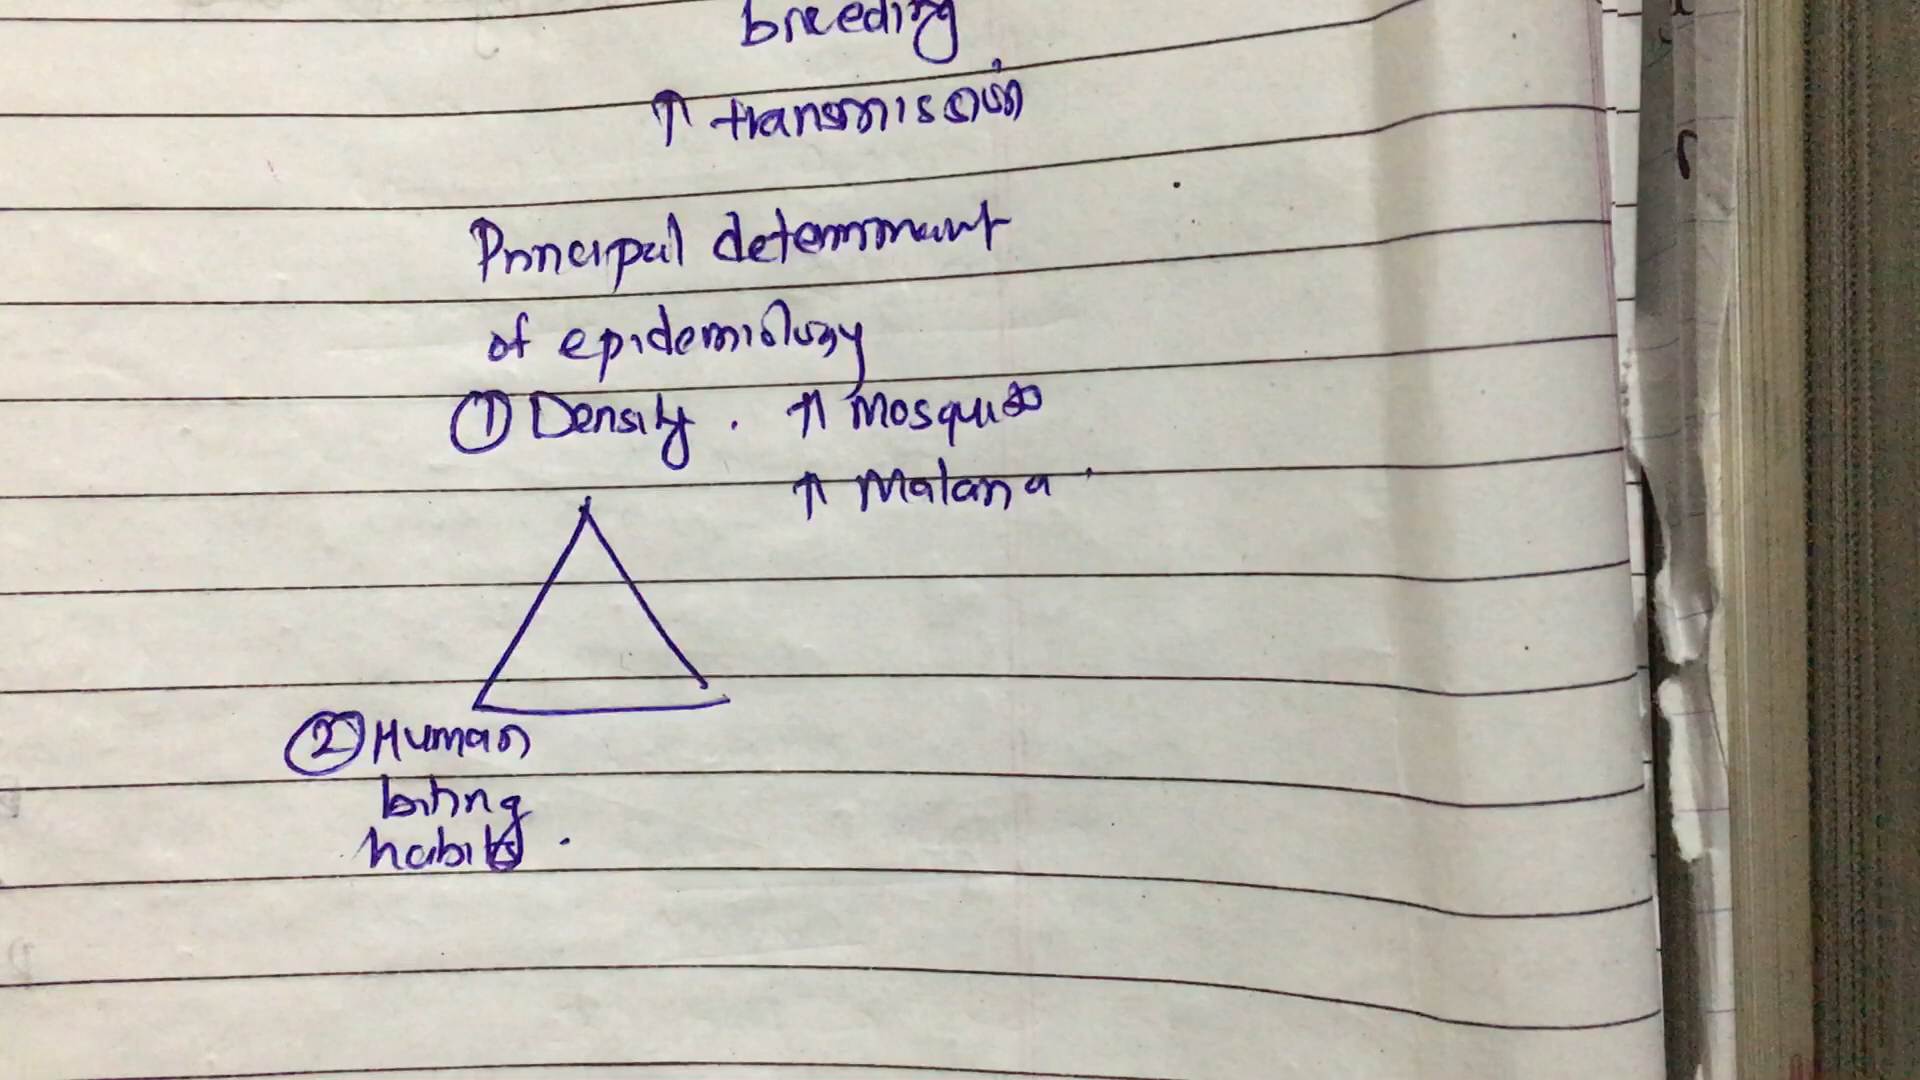 breeding
↑ transmission
Principal determinant
of epidemiology
① Density. ↑ Mosquito
↑ Malaria
② Human
biting
habits.